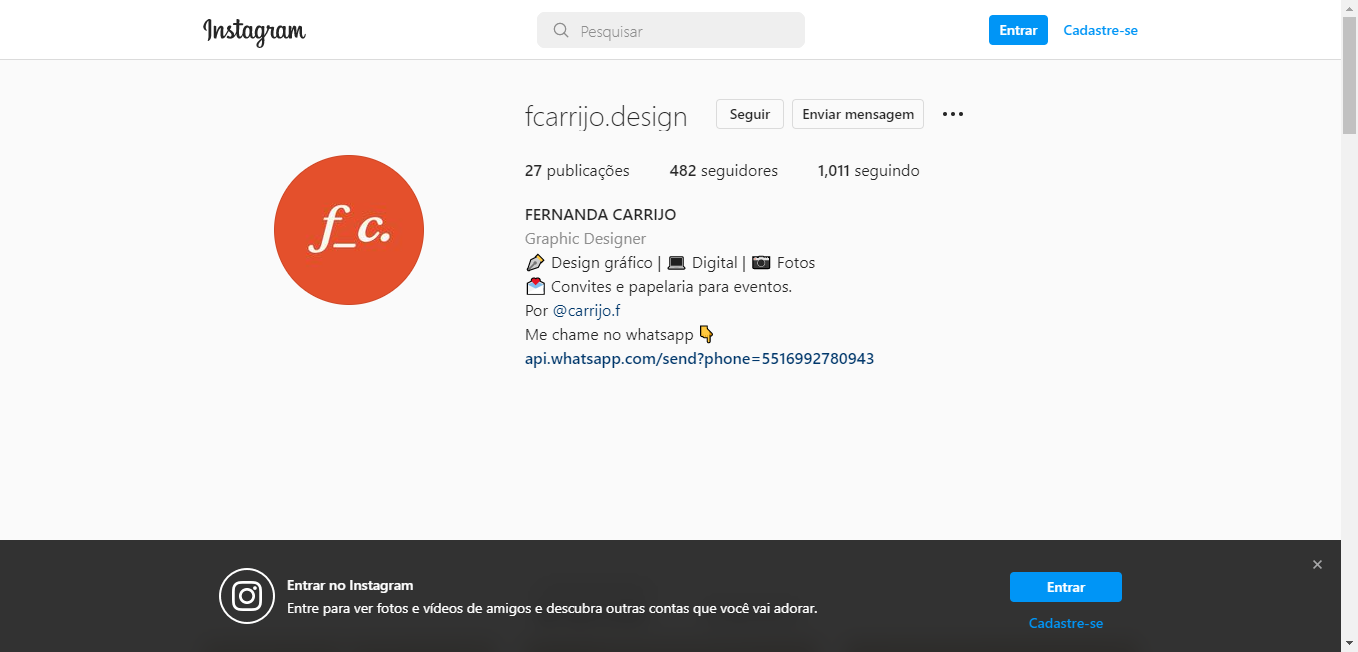 Instagram
Pesquisar
Entrar
Cadastre-se
fcarrijo.design
Seguir
Enviar mensagem
f_c.
27 publicações 482 seguidores 1,011 seguindo
FERNANDA CARRIJO
Graphic Designer
Design gráfico | 💻 Digital | 📷 Fotos
Convites e papelaria para eventos.
Por @carrijo.f
Me chame no whatsapp 👇
api.whatsapp.com/send?phone=5516992780943
Entrar no Instagram
Entre para ver fotos e vídeos de amigos e descubra outras contas que você vai adorar.
Entrar
Cadastre-se